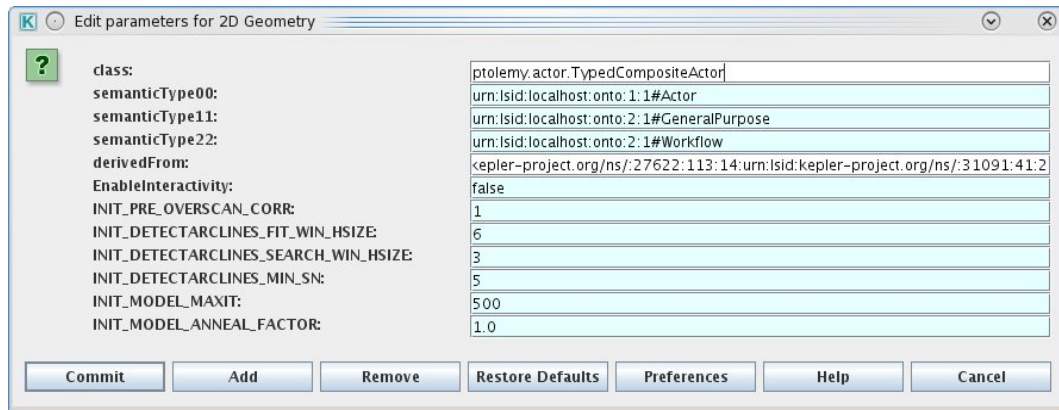 K Edit parameters for 2D Geometry
?
class: ptolemy.actor.TypedCompositeActor
semanticType00: urn:lsid:localhost:onto:1:1#Actor
semanticType11: urn:lsid:localhost:onto:2:1#GeneralPurpose
semanticType22: urn:lsid:localhost:onto:2:1#Workflow
derivedFrom: kepler-project.org/ns/:27622:113:14:urn:lsid:kepler-project.org/ns/:31091:41:2
EnableInteractivity: false
INIT_PRE_OVERSCAN_CORR: 1
INIT_DETECTARCLINES_FIT_WIN_HSIZE: 6
INIT_DETECTARCLINES_SEARCH_WIN_HSIZE: 3
INIT_DETECTARCLINES_MIN_SN: 5
INIT_MODEL_MAXIT: 500
INIT_MODEL_ANNEAL_FACTOR: 1.0
Commit Add Remove Restore Defaults Preferences Help Cancel